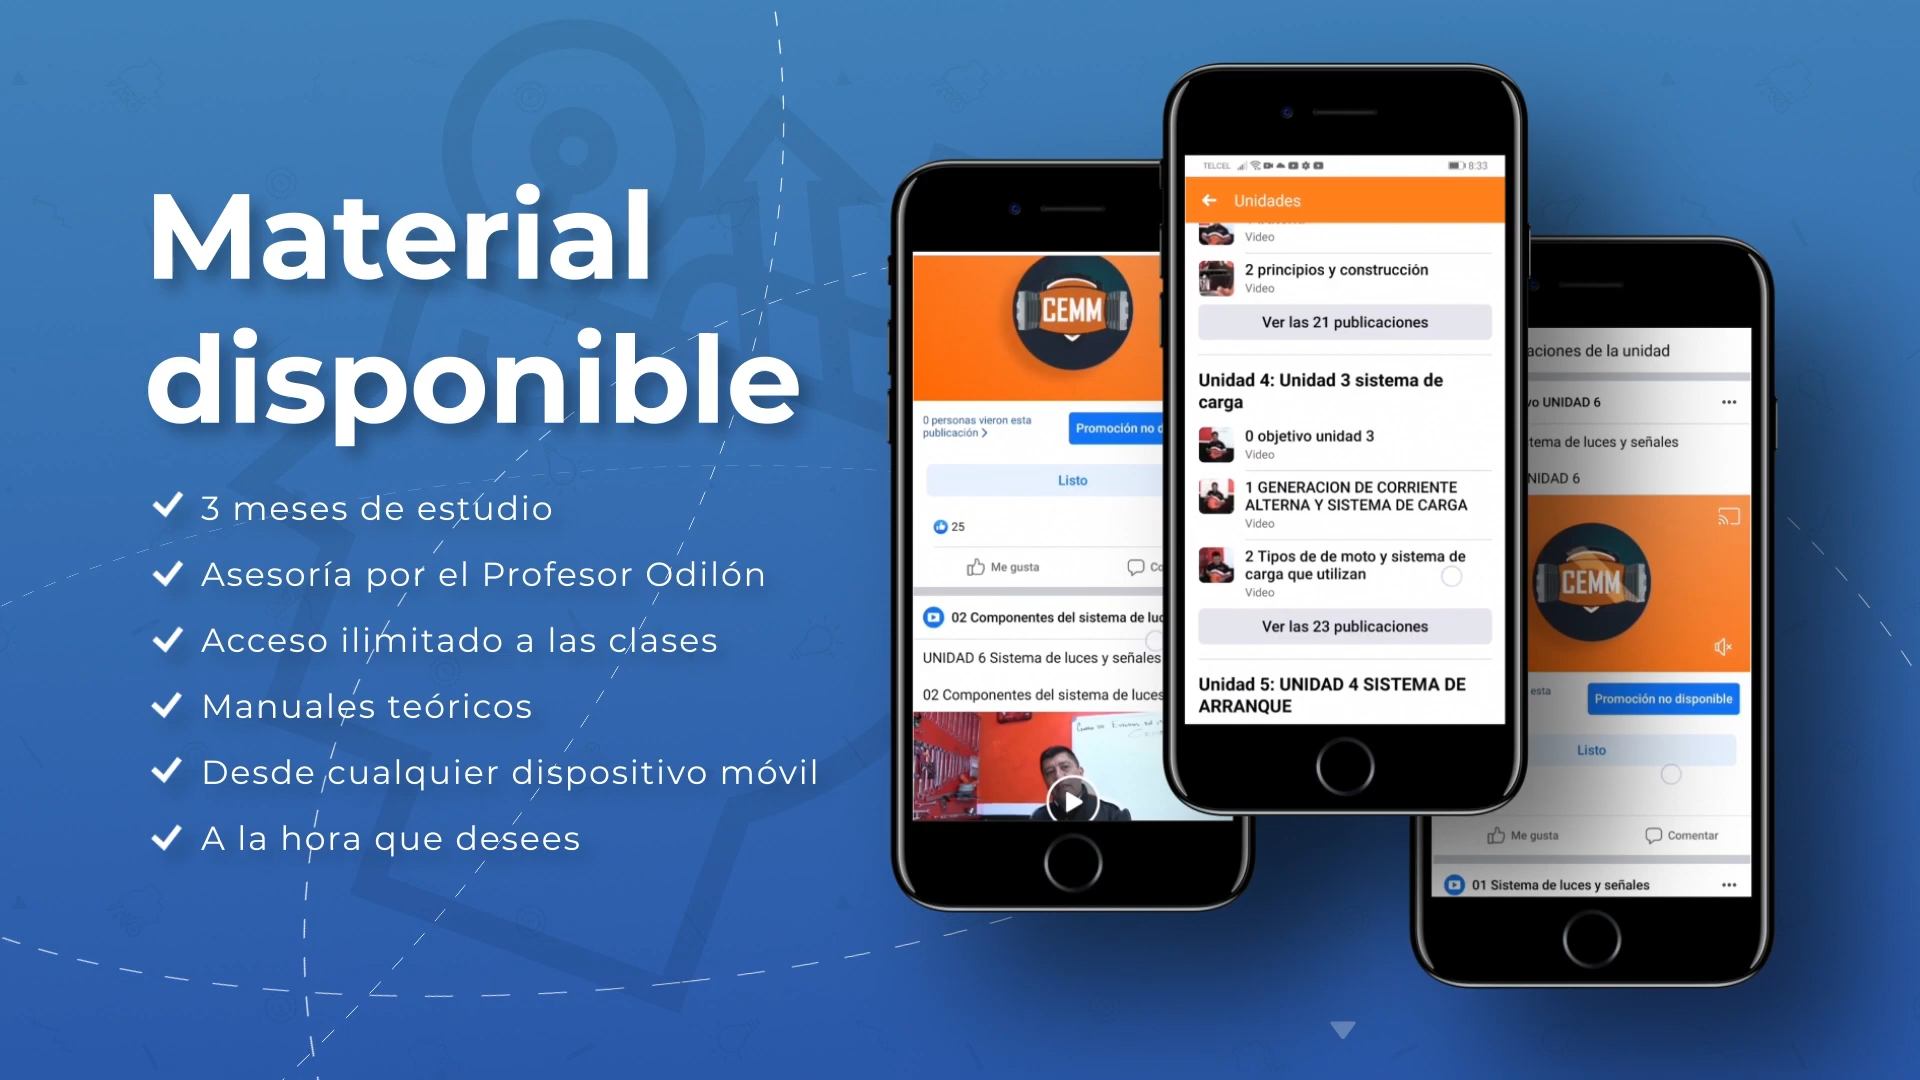 Material
disponible
3 meses de estudio
Asesoría por el Profesor Odilón
Acceso ilimitado a las clases
Manuales teóricos
Desde cualquier dispositivo móvil
A la hora que desees
CEMM
0 personas vieron esta
publicación
Promoción no d
Listo
25
Me gusta
Co
02 Componentes del sistema de luc
UNIDAD 6 Sistema de luces y señales
02 Componentes del sistema de luces
TELCEL
8:33
Unidades
Video
2 principios y construcción
Video
Ver las 21 publicaciones
Unidad 4: Unidad 3 sistema de
carga
0 objetivo unidad 3
Video
1 GENERACION DE CORRIENTE
ALTERNA Y SISTEMA DE CARGA
Video
2 Tipos de de moto y sistema de
carga que utilizan
Video
Ver las 23 publicaciones
Unidad 5: UNIDAD 4 SISTEMA DE
ARRANQUE
aciones de la unidad
vo UNIDAD 6
tema de luces y señales
NIDAD 6
CEMM
esta
Promoción no disponible
Listo
Me gusta
Comentar
01 Sistema de luces y señales